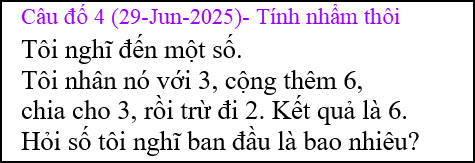 Câu đố 4 (29-Jun-2025)- Tính nhẩm thôi
Tôi nghĩ đến một số.
Tôi nhân nó với 3, cộng thêm 6,
chia cho 3, rồi trừ đi 2. Kết quả là 6.
Hỏi số tôi nghĩ ban đầu là bao nhiêu?